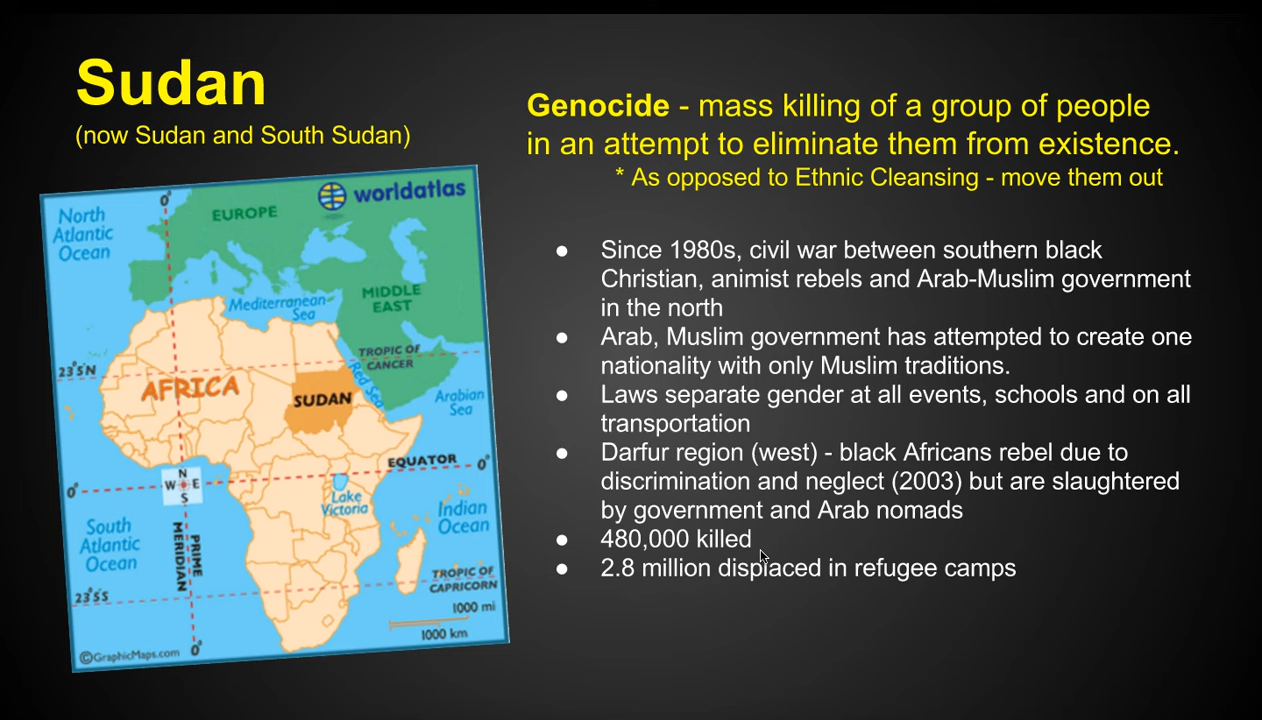 Sudan
(now Sudan and South Sudan)
Genocide - mass killing of a group of people
in an attempt to eliminate them from existence.
* As opposed to Ethnic Cleansing - move them out
● Since 1980s, civil war between southern black
Christian, animist rebels and Arab-Muslim government
in the north
● Arab, Muslim government has attempted to create one
nationality with only Muslim traditions.
● Laws separate gender at all events, schools and on all
transportation
● Darfur region (west) - black Africans rebel due to
discrimination and neglect (2003) but are slaughtered
by government and Arab nomads
● 480,000 killed
● 2.8 million displaced in refugee camps
worldatlas
0°
North
Atlantic
Ocean
EUROPE
MIDDLE
EAST
Mediterranean
Sea
TROPIC OF
CANCER
23°5N
AFRICA
SUDAN
Red Sea
Arabian
Sea
EQUATOR
0°
0°
N
W E
S
Lake
Victoria
Indian
Ocean
South
Atlantic
Ocean
PRIME
MERIDIAN
TROPIC OF
CAPRICORN
23°5S
1000 mi
1000 km
0°
©GraphicMaps.com